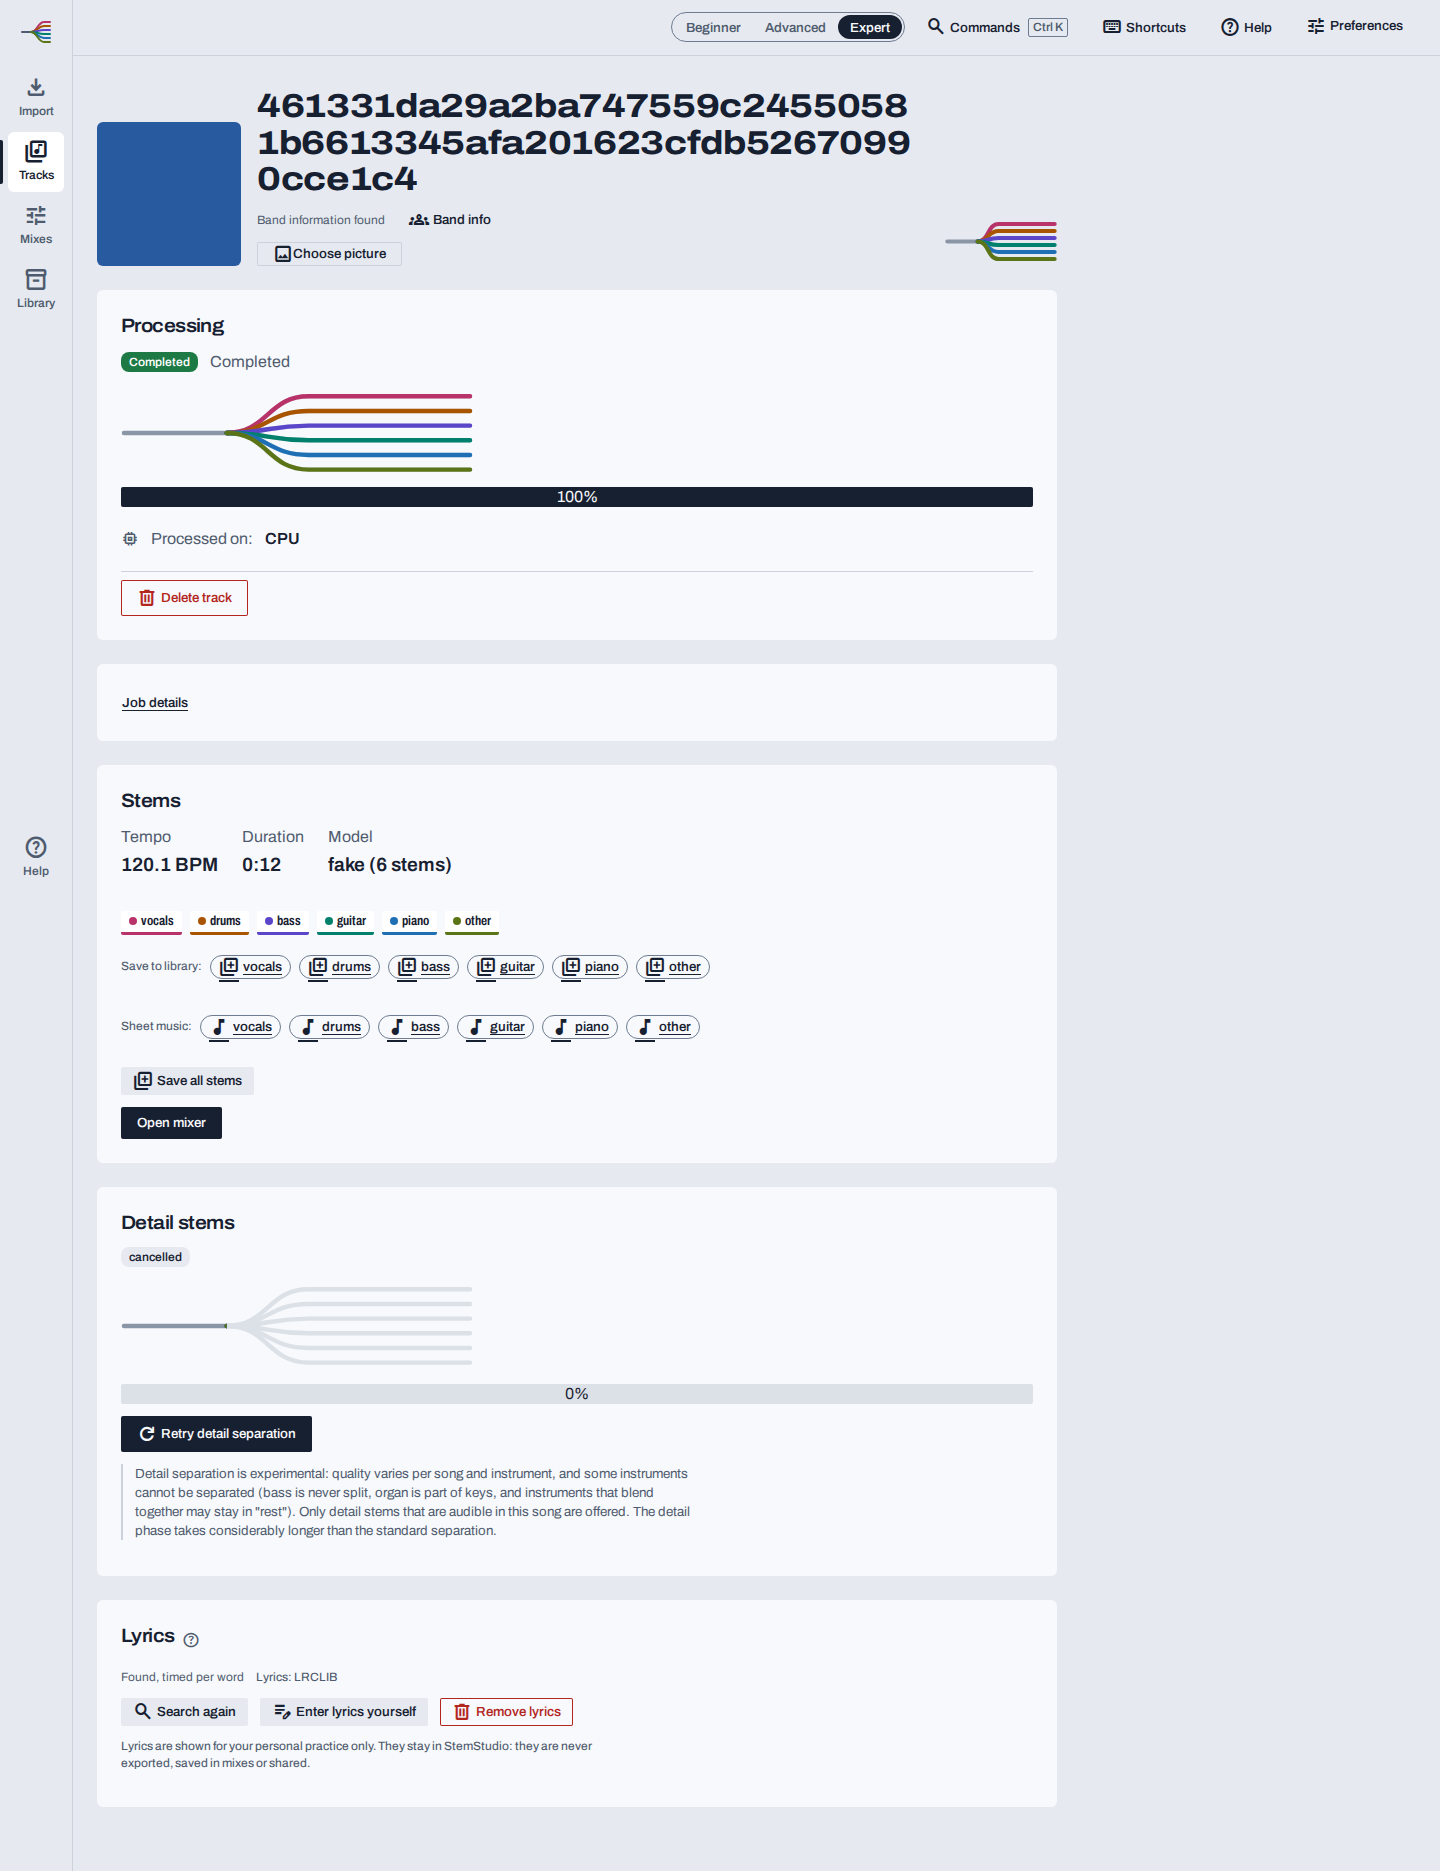 Beginner Advanced Expert Commands Ctrl K Shortcuts Help Preferences
Import
Tracks
Mixes
Library
Help
461331da29a2ba747559c2455058
1b6613345afa201623cfdb5267099
0cce1c4
Band information found Band info
Choose picture
Processing
Completed Completed
100%
Processed on: CPU
Delete track
Job details
Stems
Tempo Duration Model
120.1 BPM 0:12 fake (6 stems)
vocals drums bass guitar piano other
Save to library: vocals drums bass guitar piano other
Sheet music: vocals drums bass guitar piano other
Save all stems
Open mixer
Detail stems
cancelled
0%
Retry detail separation
Detail separation is experimental: quality varies per song and instrument, and some instruments
cannot be separated (bass is never split, organ is part of keys, and instruments that blend
together may stay in "rest"). Only detail stems that are audible in this song are offered. The detail
phase takes considerably longer than the standard separation.
Lyrics
Found, timed per word Lyrics: LRCLIB
Search again Enter lyrics yourself Remove lyrics
Lyrics are shown for your personal practice only. They stay in StemStudio: they are never
exported, saved in mixes or shared.